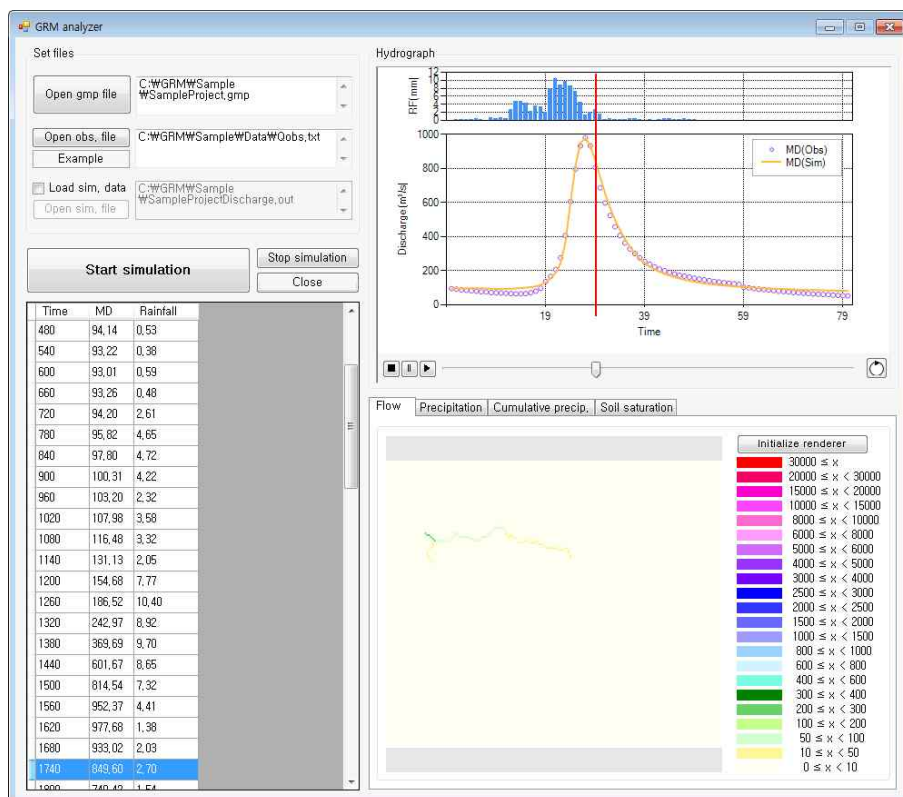 GRM analyzer
Set files
Open gmp file
C:₩GRM₩Sample
₩SampleProject,gmp
Open obs, file
C:₩GRM₩Sample₩Data₩Qobs,txt
Example
Load sim, data
C:₩GRM₩Sample
₩SampleProjectDischarge,out
Open sim, file
Start simulation
Stop simulation
Close
Time MD Rainfall
480 94,14 0,53
540 93,22 0,38
600 93,01 0,59
660 93,26 0,48
720 94,20 2,61
780 95,82 4,65
840 97,80 4,72
900 100,31 4,22
960 103,20 2,32
1020 107,98 3,58
1080 116,48 3,32
1140 131,13 2,05
1200 154,68 7,77
1260 186,52 10,40
1320 242,97 8,92
1380 369,69 9,70
1440 601,67 8,65
1500 814,54 7,32
1560 952,37 4,41
1620 977,68 1,38
1680 933,02 2,03
1740 849,60 2,70
Hydrograph
RF[mm]
12
10
8
6
4
2
0
Discharge[m³/s]
1000
800
600
400
200
0
MD(Obs)
MD(Sim)
19 39 59 79
Time
Flow Precipitation Cumulative precip, Soil saturation
Initialize renderer
30000 ≤ x
20000 ≤ x < 30000
15000 ≤ x < 20000
10000 ≤ x < 15000
8000 ≤ x < 10000
6000 ≤ x < 8000
5000 ≤ x < 6000
4000 ≤ x < 5000
3000 ≤ x < 4000
2500 ≤ x < 3000
2000 ≤ x < 2500
1500 ≤ x < 2000
1000 ≤ x < 1500
800 ≤ x < 1000
600 ≤ x < 800
400 ≤ x < 600
300 ≤ x < 400
200 ≤ x < 300
100 ≤ x < 200
50 ≤ x < 100
10 ≤ x < 50
0 ≤ x < 10